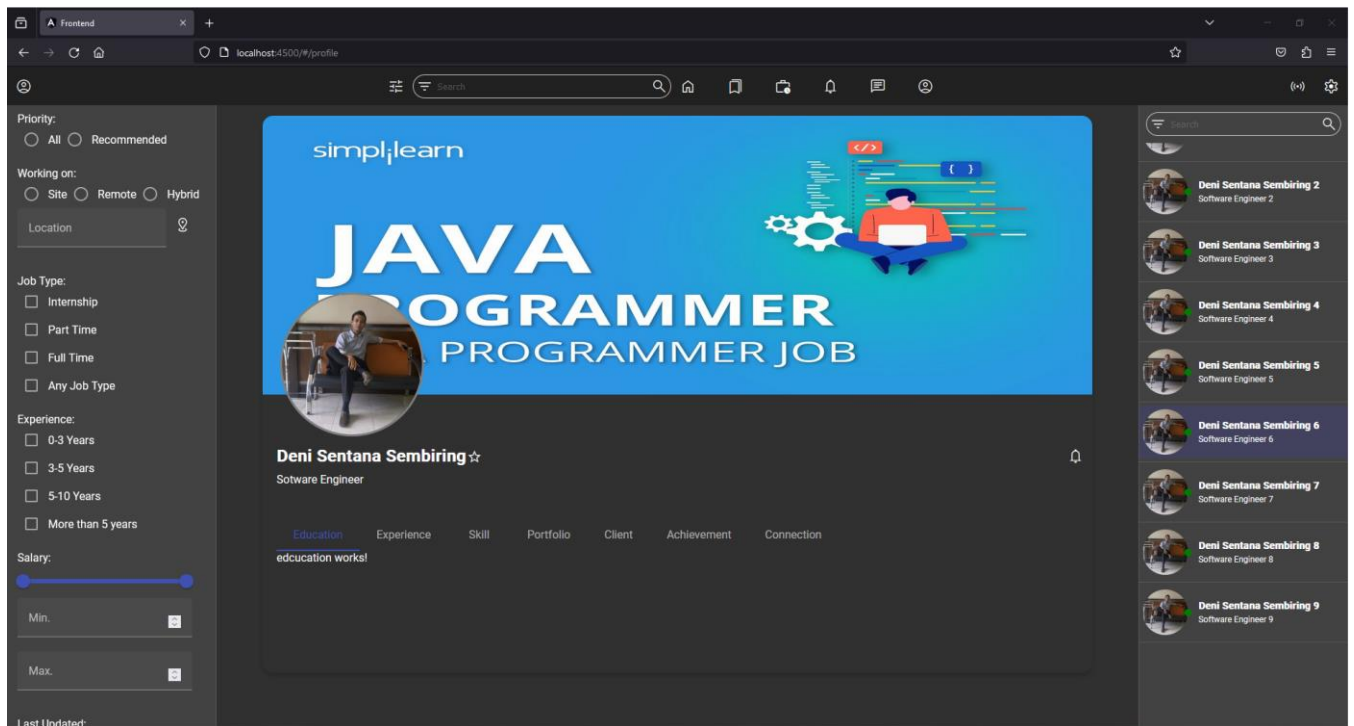 Frontend
localhost:4500/#/profile
Search
Priority:
All Recommended
Working on:
Site Remote Hybrid
Location
Job Type:
Internship
Part Time
Full Time
Any Job Type
Experience:
0-3 Years
3-5 Years
5-10 Years
More than 5 years
Salary:
Min.
Max.
Last Updated:
simplilearn
</>
{ }
JAVA
PROGRAMMER
PROGRAMMER JOB
Deni Sentana Sembiring
Sotware Engineer
Education Experience Skill Portfolio Client Achievement Connection
edcucation works!
Search
Deni Sentana Sembiring 2
Software Engineer 2
Deni Sentana Sembiring 3
Software Engineer 3
Deni Sentana Sembiring 4
Software Engineer 4
Deni Sentana Sembiring 5
Software Engineer 5
Deni Sentana Sembiring 6
Software Engineer 6
Deni Sentana Sembiring 7
Software Engineer 7
Deni Sentana Sembiring 8
Software Engineer 8
Deni Sentana Sembiring 9
Software Engineer 9